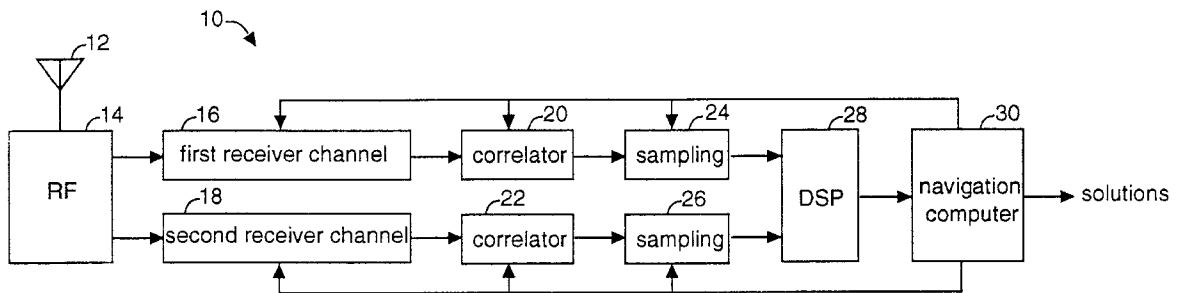 10
12
14
16
20
24
28
30
RF
first receiver channel
correlator
sampling
DSP
navigation
computer
solutions
18
22
26
second receiver channel
correlator
sampling